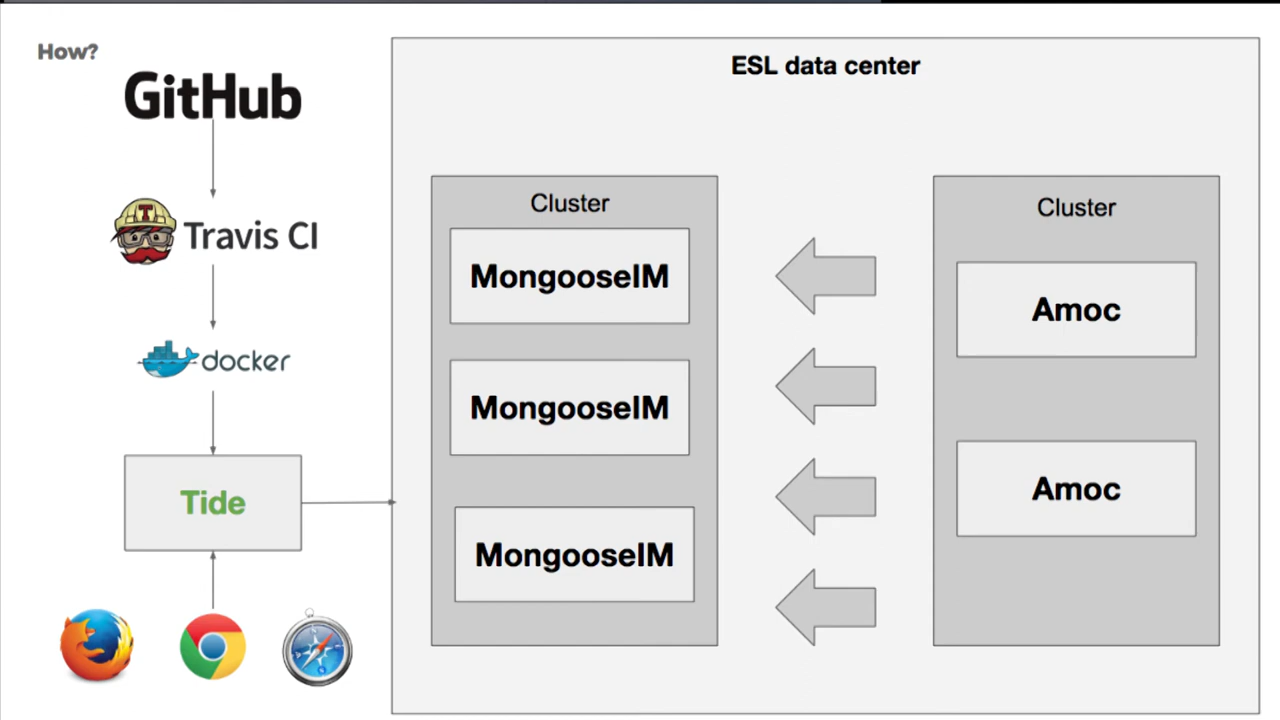 How?
GitHub
Travis CI
docker
Tide
ESL data center
Cluster
MongooseIM
MongooseIM
MongooseIM
Cluster
Amoc
Amoc